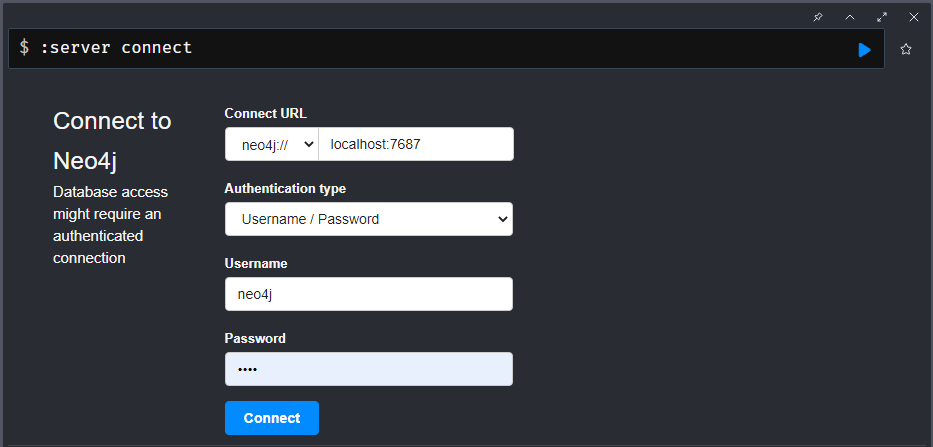 $ :server connect
Connect to
Neo4j
Database access
might require an
authenticated
connection
Connect URL
neo4j://
localhost:7687
Authentication type
Username / Password
Username
neo4j
Password
••••
Connect